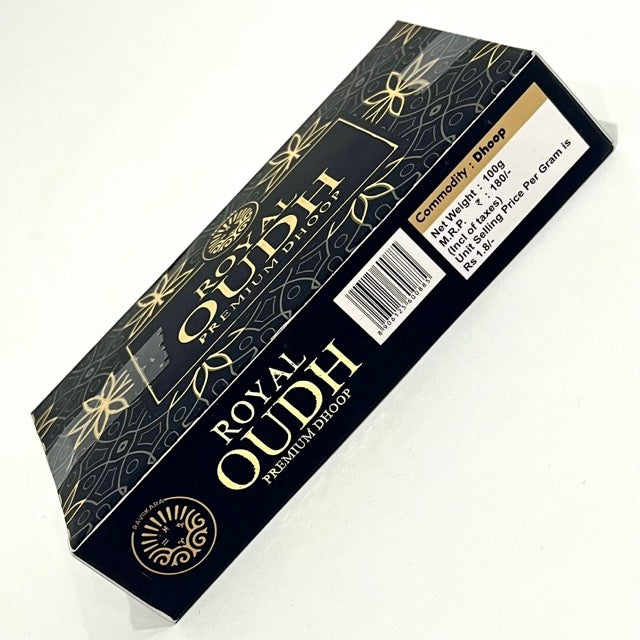 ROYAL
OUDH
PREMIUM DHOOP
Commodity : Dhoop
Net Weight : 100g
M.R.P. ₹ : 180/-
(Incl of taxes)
Unit Selling Price Per Gram is
Rs 1.8/-
ROYAL
OUDH
PREMIUM DHOOP